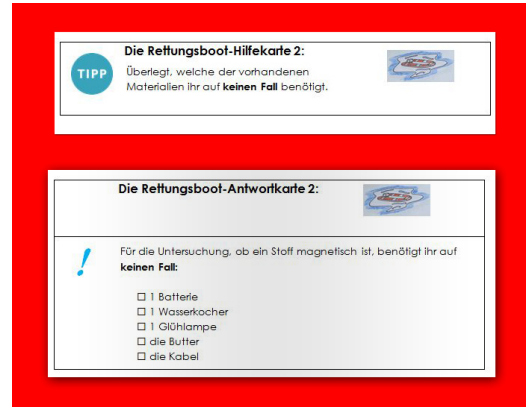 Die Rettungsboot-Hilfekarte 2:
TIPP
Überlegt, welche der vorhandenen
Materialien ihr auf keinen Fall benötigt.
Die Rettungsboot-Antwortkarte 2:
!
Für die Untersuchung, ob ein Stoff magnetisch ist, benötigt ihr auf
keinen Fall:
☐ 1 Batterie
☐ 1 Wasserkocher
☐ 1 Glühlampe
☐ die Butter
☐ die Kabel